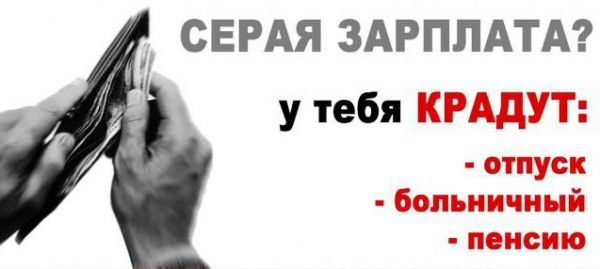 СЕРАЯ ЗАРПЛАТА?
у тебя КРАДУТ:
- отпуск
- больничный
- пенсию